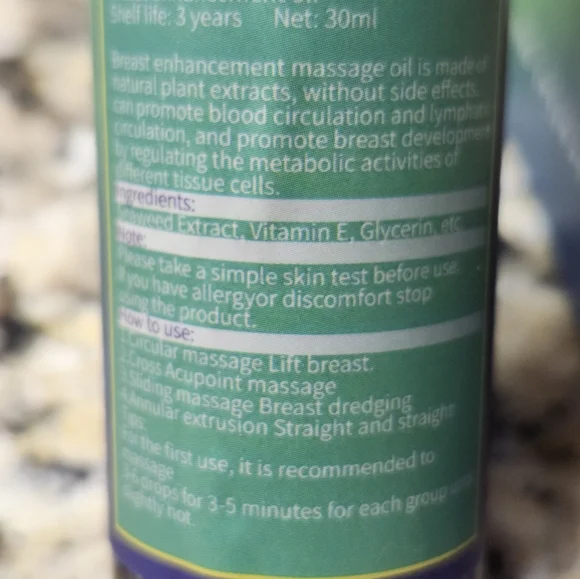 Shelf life: 3 years Net: 30ml
Breast enhancement massage oil is made of
natural plant extracts, without side effects,
can promote blood circulation and lymphatic
circulation, and promote breast development
by regulating the metabolic activities of
different tissue cells.
Ingredients:
Seaweed Extract, Vitamin E, Glycerin, etc
Note:
Please take a simple skin test before use.
If you have allergyor discomfort stop
using the product.
How to use:
1.Circular massage Lift breast.
2.Cross Acupoint massage
3.Sliding massage Breast dredging
4.Annular extrusion Straight and straight
Tips:
For the first use, it is recommended to
massage
drops for 3-5 minutes for each group
slightly hot.